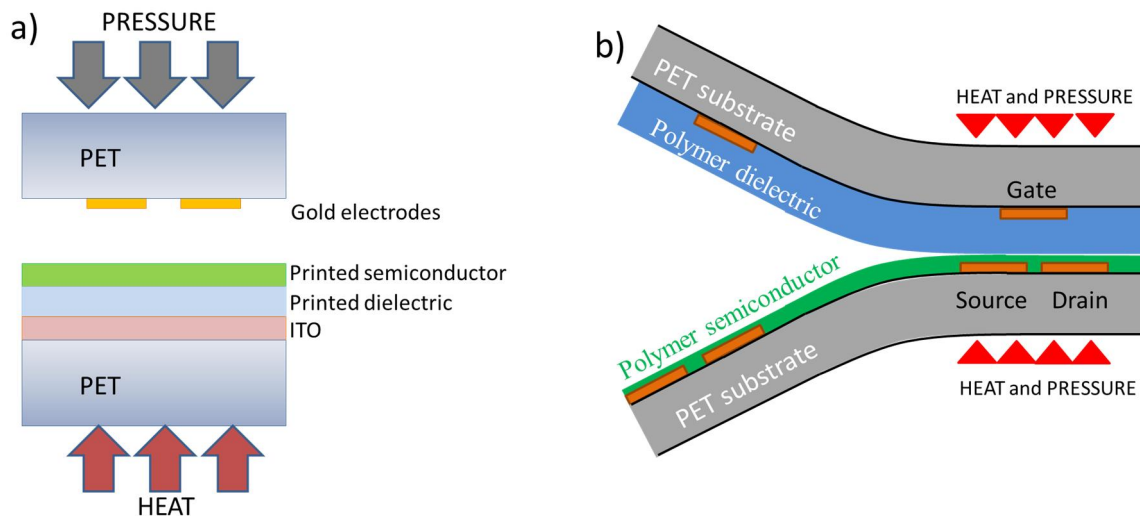 a)
PRESSURE
PET
Gold electrodes
Printed semiconductor
Printed dielectric
ITO
PET
HEAT
b)
PET substrate
Polymer dielectric
HEAT and PRESSURE
Gate
Polymer semiconductor
Source Drain
PET substrate
HEAT and PRESSURE